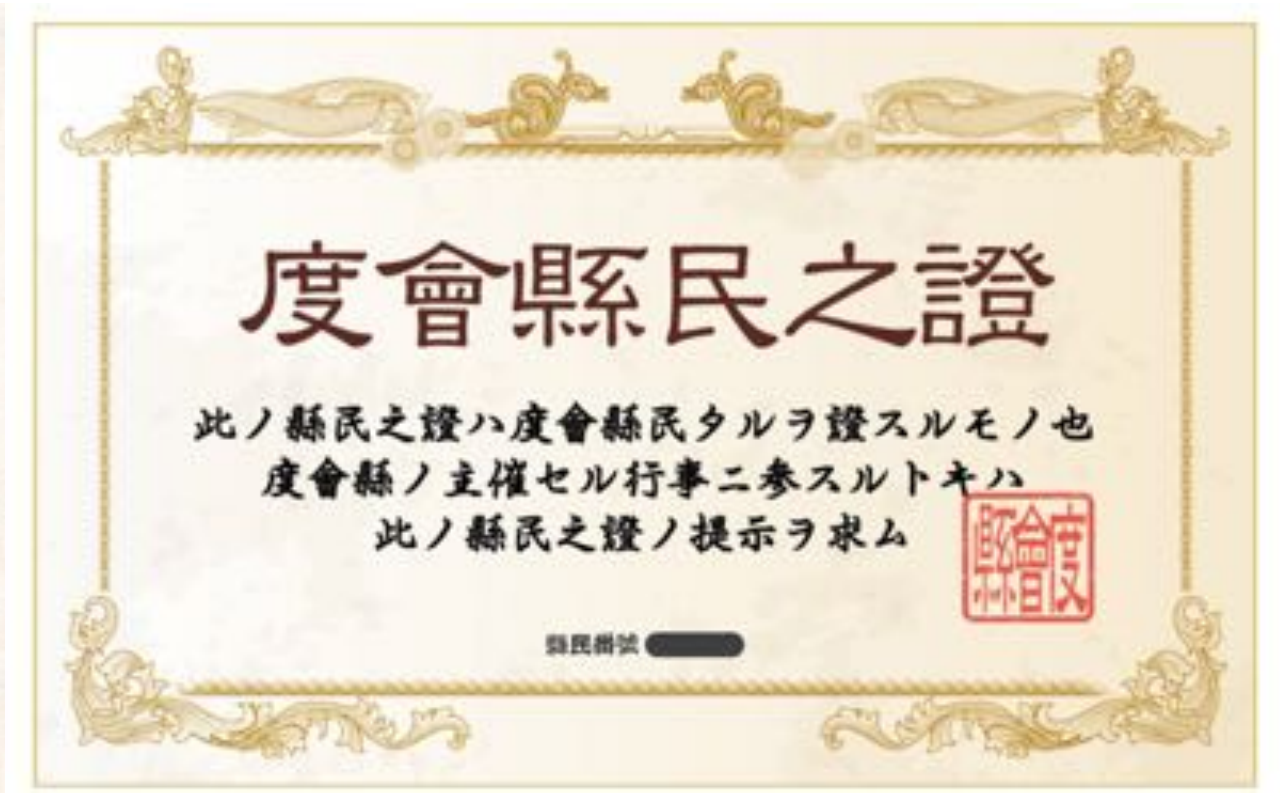 度會縣民之證
此ノ縣民之證ハ度會縣民タルヲ證スルモノ也
度會縣ノ主催セル行事ニ参スルトキハ
此ノ縣民之證ノ提示ヲ求ム
度會縣
縣民番號